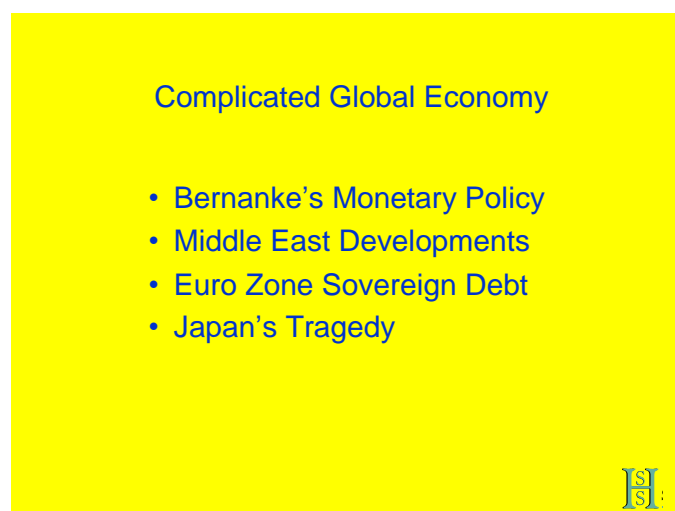 Complicated Global Economy
• Bernanke’s Monetary Policy
• Middle East Developments
• Euro Zone Sovereign Debt
• Japan’s Tragedy
H
S
S